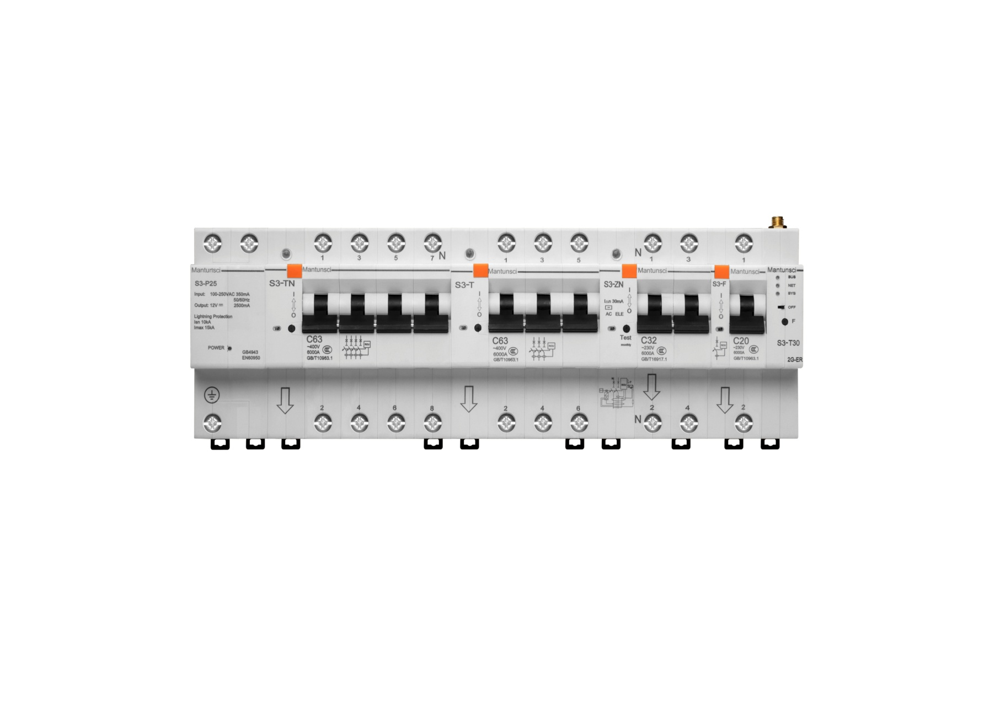 1
3
5
7 N
1
3
5
N 1
3
1
Mantunsci
S3-P25
Input: 100-250VAC 350mA
50/60Hz
Output: 12V 2500mA
Lightning Protection
Isn 10kA
Imax 15kA
POWER
GB4943
EN60950
S3-TN
I
O
Mantunsci
C63
~400V
6000A
GB/T10963.1
S3-T
I
O
Mantunsci
C63
~400V
6000A
GB/T10963.1
S3-ZN
I
O
I△n 30mA
AC ELE
Test
monthly
Mantunsci
C32
~230V
6000A
GB/T16917.1
S3-F
I
O
Mantunsci
C20
~230V
6000A
GB/T10963.1
Mantunsci
BUS
NET
SYS
OFF
F
S3-T30
2G-ER
2
4
6
8
2
4
6
N 2
4
2